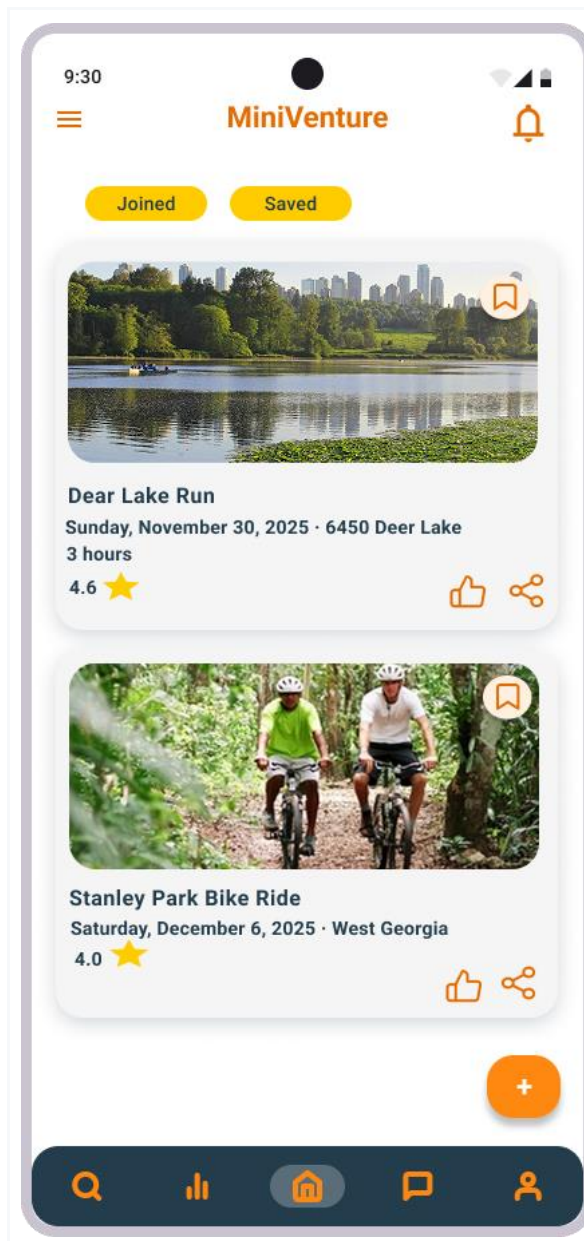 9:30
MiniVenture
Joined
Saved
Dear Lake Run
Sunday, November 30, 2025 · 6450 Deer Lake
3 hours
4.6
Stanley Park Bike Ride
Saturday, December 6, 2025 · West Georgia
4.0
+